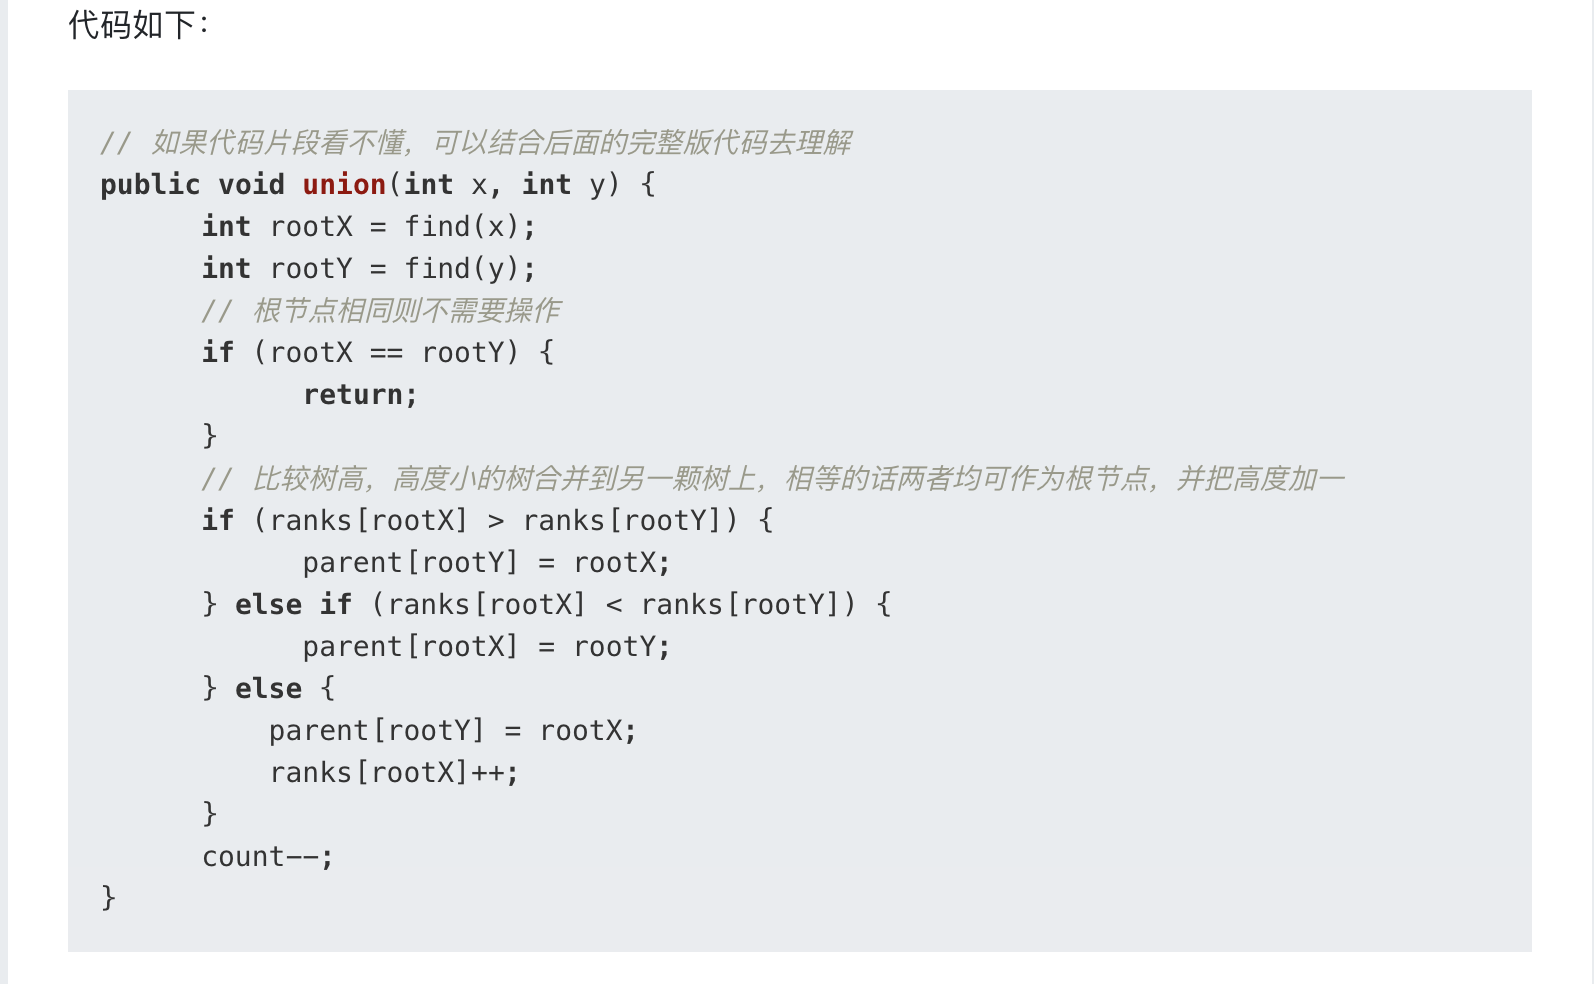 代码如下：
// 如果代码片段看不懂，可以结合后面的完整版代码去理解
public void union(int x, int y) {
      int rootX = find(x);
      int rootY = find(y);
      // 根节点相同则不需要操作
      if (rootX == rootY) {
            return;
      }
      // 比较树高，高度小的树合并到另一颗树上，相等的话两者均可作为根节点，并把高度加一
      if (ranks[rootX] > ranks[rootY]) {
            parent[rootY] = rootX;
      } else if (ranks[rootX] < ranks[rootY]) {
            parent[rootX] = rootY;
      } else {
          parent[rootY] = rootX;
          ranks[rootX]++;
      }
      count--;
}